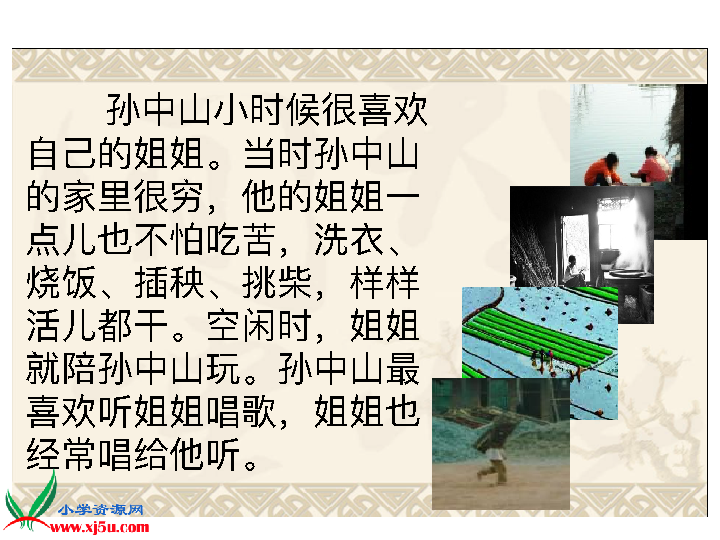 孙中山小时候很喜欢
自己的姐姐。当时孙中山
的家里很穷，他的姐姐一
点儿也不怕吃苦，洗衣、
烧饭、插秧、挑柴，样样
活儿都干。空闲时，姐姐
就陪孙中山玩。孙中山最
喜欢听姐姐唱歌，姐姐也
经常唱给他听。
小学资源网
www.xj5u.com